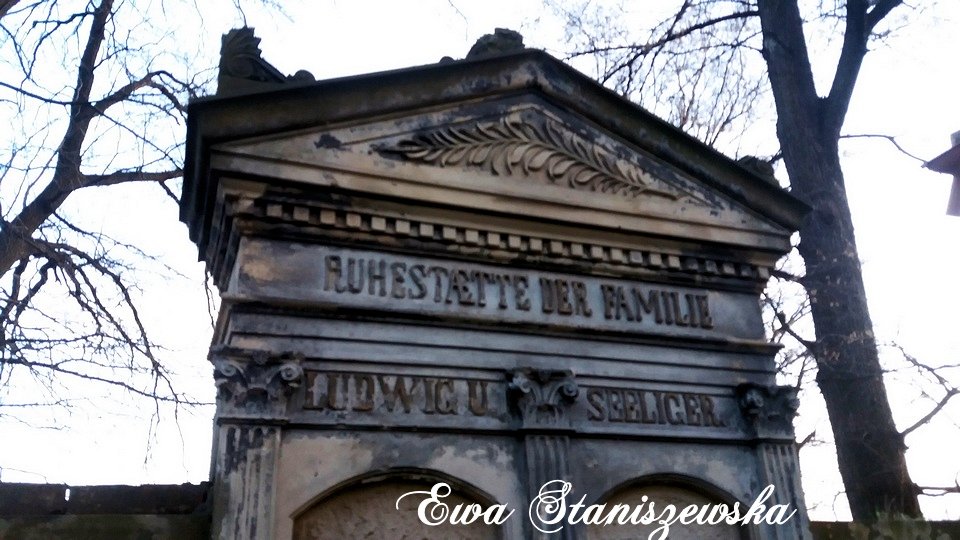 RUHESTÆTTE DER FAMILIE
LUDWIG U. SEELIGER.
Ewa Staniszewska